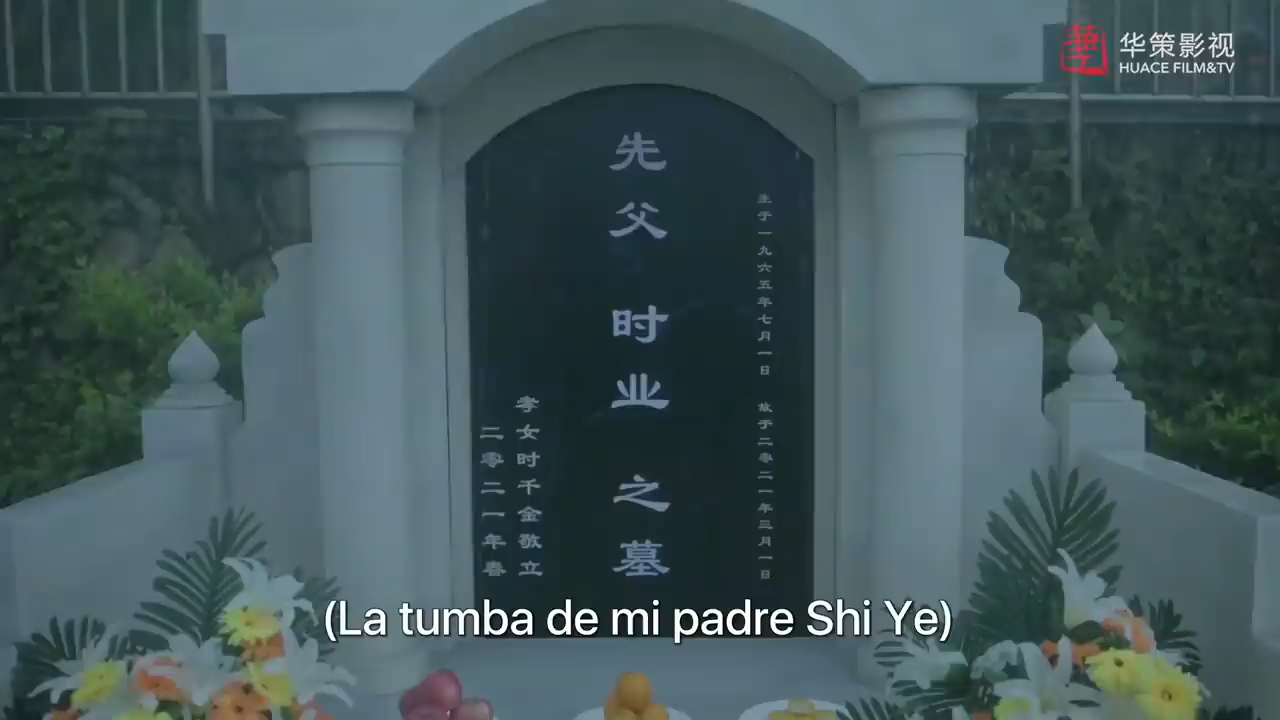 华策影视
HUACE FILM&TV
生于一九六五年七月一日 故于二零二一年三月一日
先父时业之墓
孝女时千金敬立
二零二一年春
(La tumba de mi padre Shi Ye)